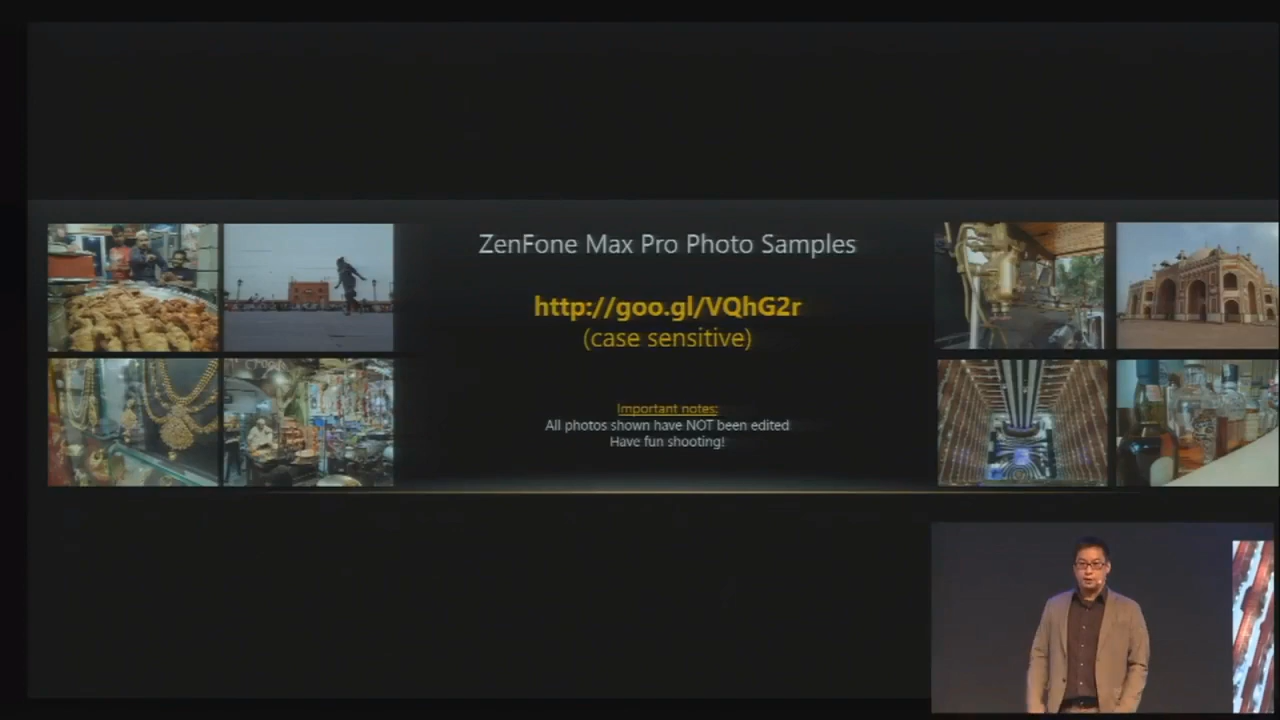 ZenFone Max Pro Photo Samples
http://goo.gl/VQhG2r
(case sensitive)
Important notes:
All photos shown have NOT been edited
Have fun shooting!